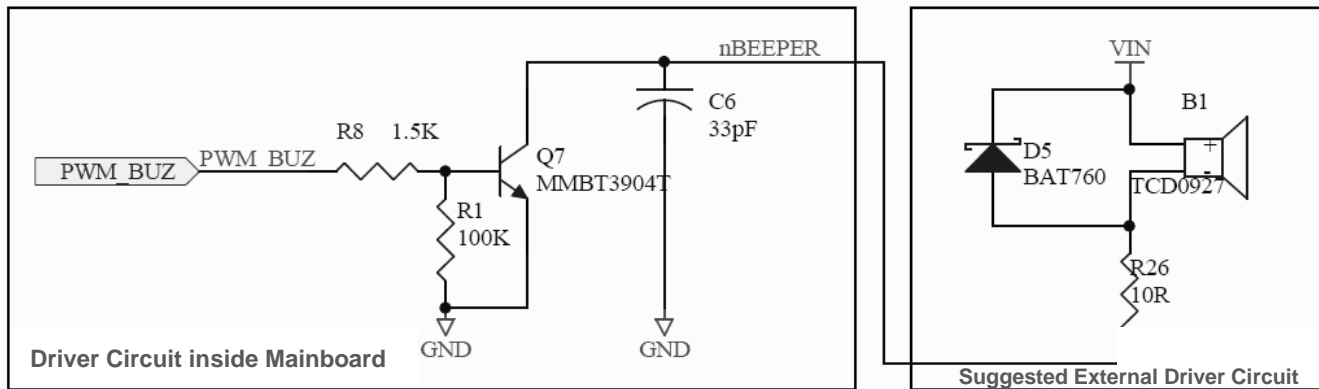 nBEEPER
VIN
C6
33pF
B1
R8 1.5K
PWM_BUZ
PWM_BUZ
Q7
MMBT3904T
D5
BAT760
+
-
TCD0927
R1
100K
R26
10R
GND
GND
Driver Circuit inside Mainboard
Suggested External Driver Circuit